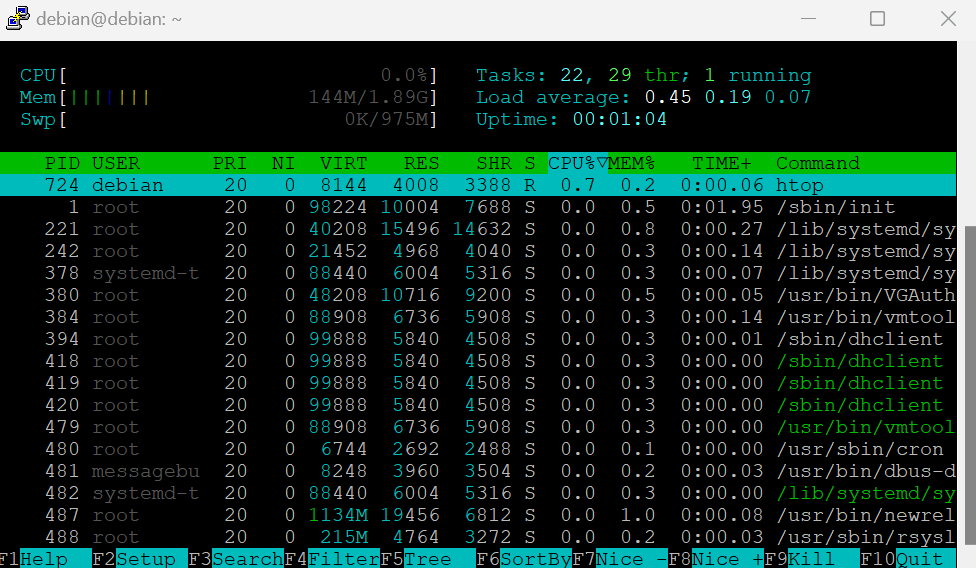 debian@debian: ~
CPU[ 0.0%] Tasks: 22, 29 thr; 1 running
Mem[||||||||| 144M/1.89G] Load average: 0.45 0.19 0.07
Swp[ 0K/975M] Uptime: 00:01:04
PID USER PRI NI VIRT RES SHR S CPU%▽MEM% TIME+ Command
724 debian 20 0 8144 4008 3388 R 0.7 0.2 0:00.06 htop
1 root 20 0 98224 10004 7688 S 0.0 0.5 0:01.95 /sbin/init
221 root 20 0 40208 15496 14632 S 0.0 0.8 0:00.27 /lib/systemd/sy
242 root 20 0 21452 4968 4040 S 0.0 0.3 0:00.14 /lib/systemd/sy
378 systemd-t 20 0 88440 6004 5316 S 0.0 0.3 0:00.07 /lib/systemd/sy
380 root 20 0 48208 10716 9200 S 0.0 0.5 0:00.05 /usr/bin/VGAuth
384 root 20 0 88908 6736 5908 S 0.0 0.3 0:00.14 /usr/bin/vmtool
394 root 20 0 99888 5840 4508 S 0.0 0.3 0:00.01 /sbin/dhclient
418 root 20 0 99888 5840 4508 S 0.0 0.3 0:00.00 /sbin/dhclient
419 root 20 0 99888 5840 4508 S 0.0 0.3 0:00.00 /sbin/dhclient
420 root 20 0 99888 5840 4508 S 0.0 0.3 0:00.00 /sbin/dhclient
479 root 20 0 88908 6736 5908 S 0.0 0.3 0:00.00 /usr/bin/vmtool
480 root 20 0 6744 2692 2488 S 0.0 0.1 0:00.00 /usr/sbin/cron
481 messagebu 20 0 8248 3960 3504 S 0.0 0.2 0:00.03 /usr/bin/dbus-d
482 systemd-t 20 0 88440 6004 5316 S 0.0 0.3 0:00.00 /lib/systemd/sy
487 root 20 0 1134M 19456 6812 S 0.0 1.0 0:00.08 /usr/bin/newrel
488 root 20 0 215M 4764 3272 S 0.0 0.2 0:00.03 /usr/sbin/rsysl
F1Help F2Setup F3SearchF4FilterF5Tree F6SortByF7Nice -F8Nice +F9Kill F10Quit